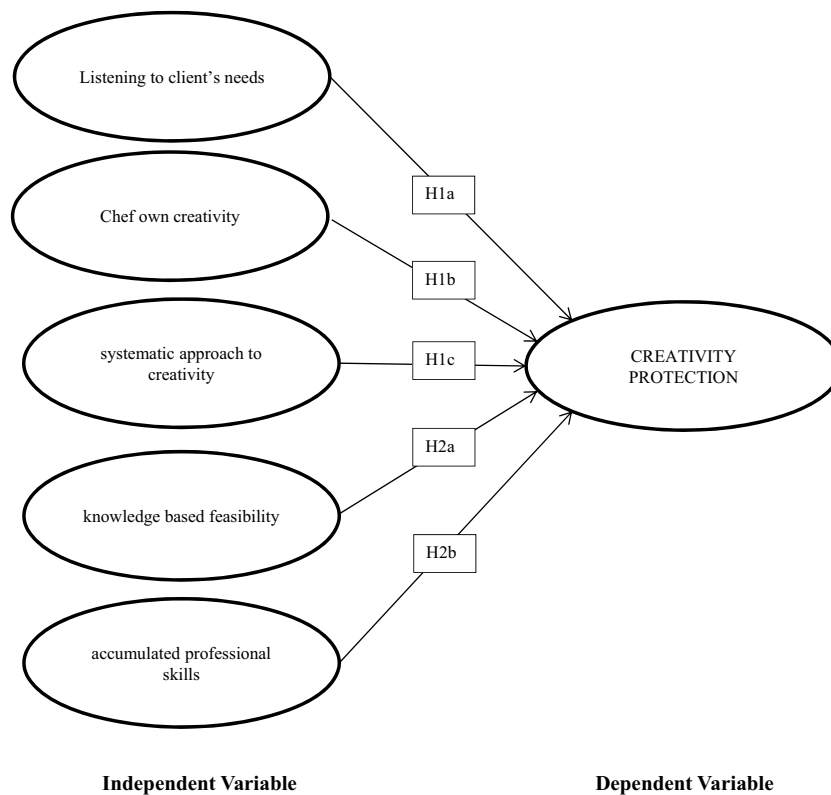 Listening to client's needs
H1a
Chef own creativity
H1b
systematic approach to
creativity
H1c
CREATIVITY
PROTECTION
H2a
knowledge based feasibility
H2b
accumulated professional
skills
Independent Variable
Dependent Variable